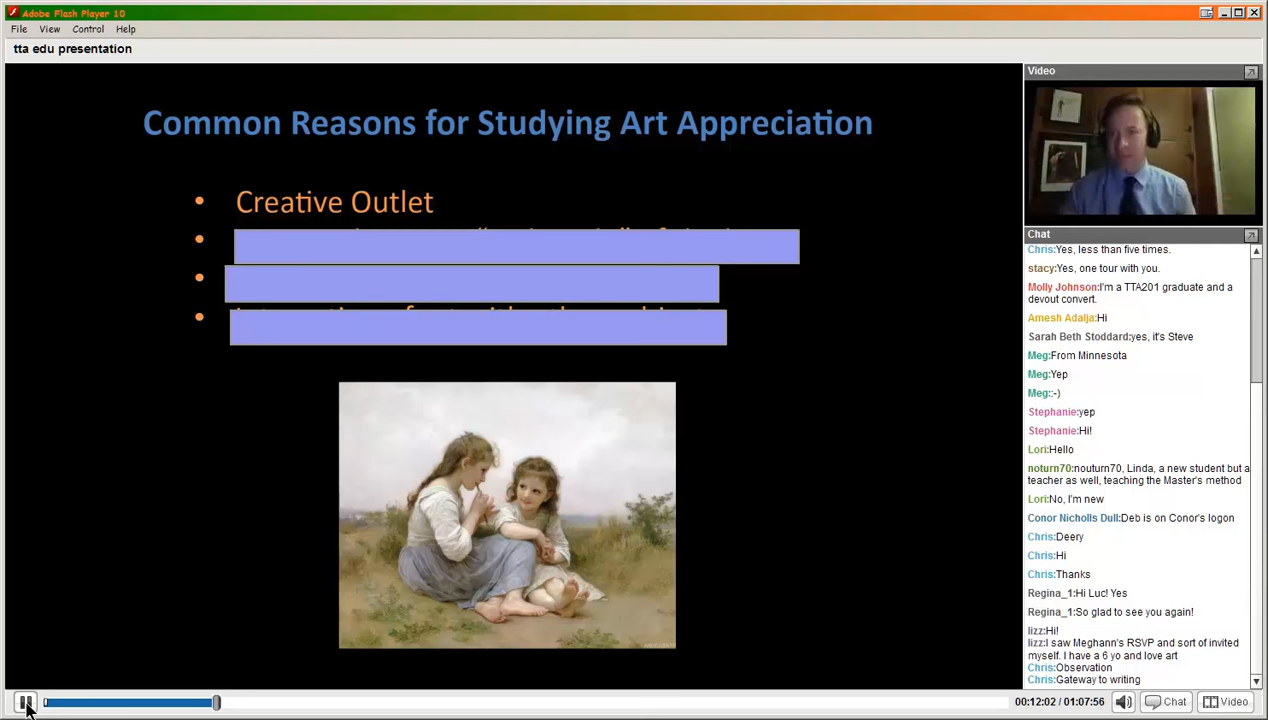 Adobe Flash Player 10
File View Control Help
tta edu presentation
Common Reasons for Studying Art Appreciation
• Creative Outlet
•
•
•
Video
Chat
Chris:Yes, less than five times.
stacy:Yes, one tour with you.
Molly Johnson:I'm a TTA201 graduate and a
devout convert.
Amesh Adalja:Hi
Sarah Beth Stoddard:yes, it's Steve
Meg:From Minnesota
Meg:Yep
Meg::-)
Stephanie:yep
Stephanie:Hi!
Lori:Hello
noturn70:nouturn70, Linda, a new student but a
teacher as well, teaching the Master's method
Lori:No, I'm new
Conor Nicholls Dull:Deb is on Conor's logon
Chris:Deery
Chris:Hi
Chris:Thanks
Regina_1:Hi Luc! Yes
Regina_1:So glad to see you again!
lizz:Hi!
lizz:I saw Meghann's RSVP and sort of invited
myself. I have a 6 yo and love art
Chris:Observation
Chris:Gateway to writing
00:12:02 / 01:07:56 Chat Video